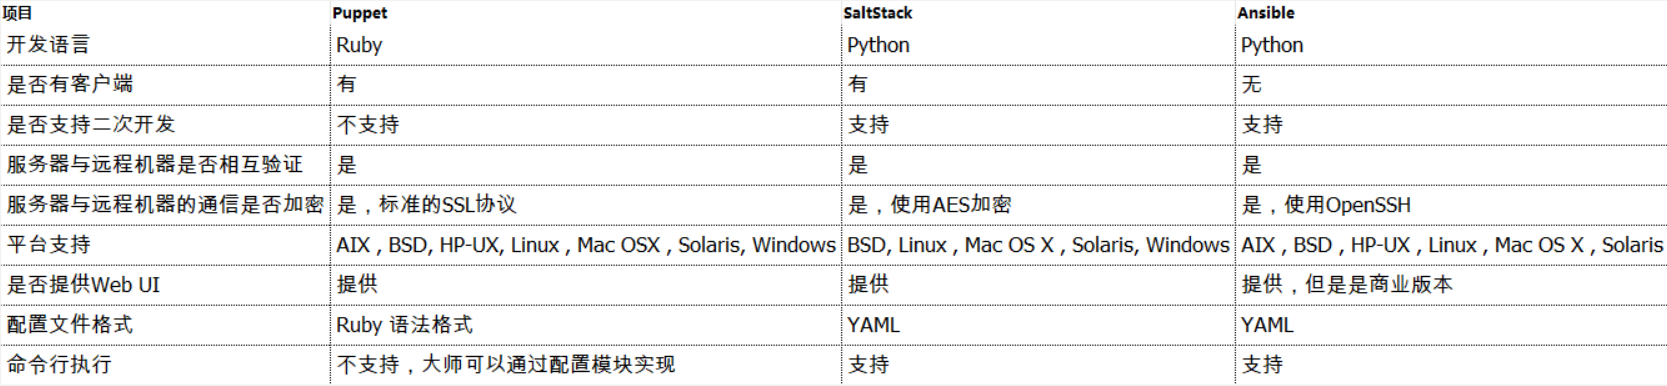 项目 Puppet SaltStack Ansible
开发语言 Ruby Python Python
是否有客户端 有 有 无
是否支持二次开发 不支持 支持 支持
服务器与远程机器是否相互验证 是 是 是
服务器与远程机器的通信是否加密 是，标准的SSL协议 是，使用AES加密 是，使用OpenSSH
平台支持 AIX , BSD, HP-UX, Linux , Mac OSX , Solaris, Windows BSD, Linux , Mac OS X , Solaris, Windows AIX , BSD , HP-UX , Linux , Mac OS X , Solaris
是否提供Web UI 提供 提供 提供，但是是商业版本
配置文件格式 Ruby 语法格式 YAML YAML
命令行执行 不支持，大师可以通过配置模块实现 支持 支持